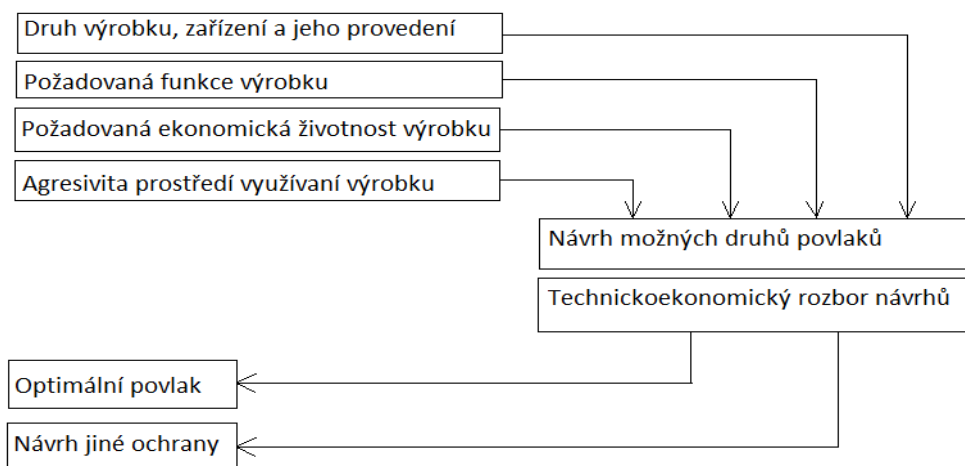 Druh výrobku, zařízení a jeho provedení
Požadovaná funkce výrobku
Požadovaná ekonomická životnost výrobku
Agresivita prostředí využívaní výrobku
Návrh možných druhů povlaků
Technickoekonomický rozbor návrhů
Optimální povlak
Návrh jiné ochrany